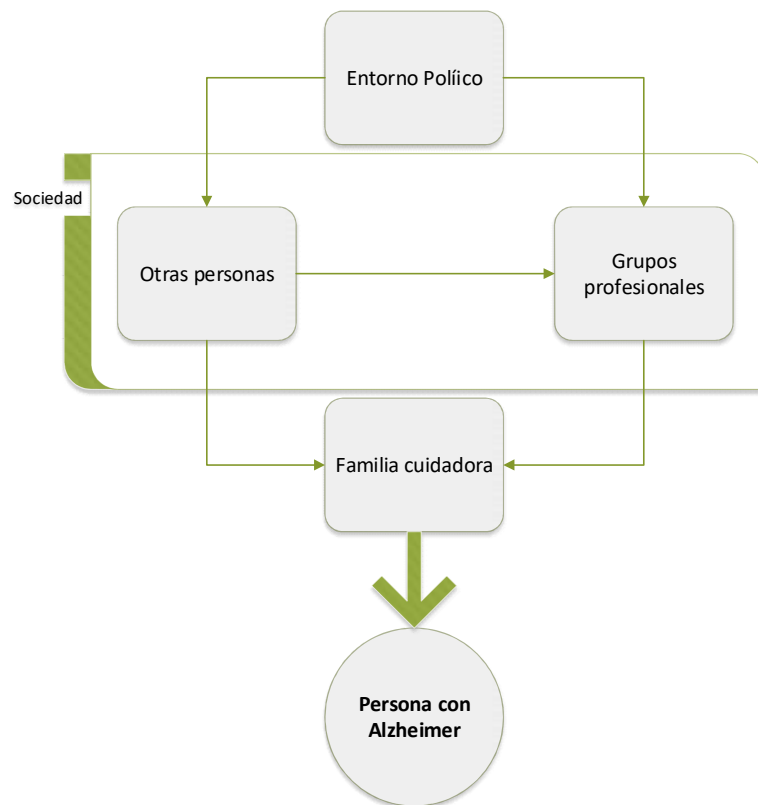 Entorno Políico
Sociedad
Otras personas
Grupos
profesionales
Familia cuidadora
Persona con
Alzheimer